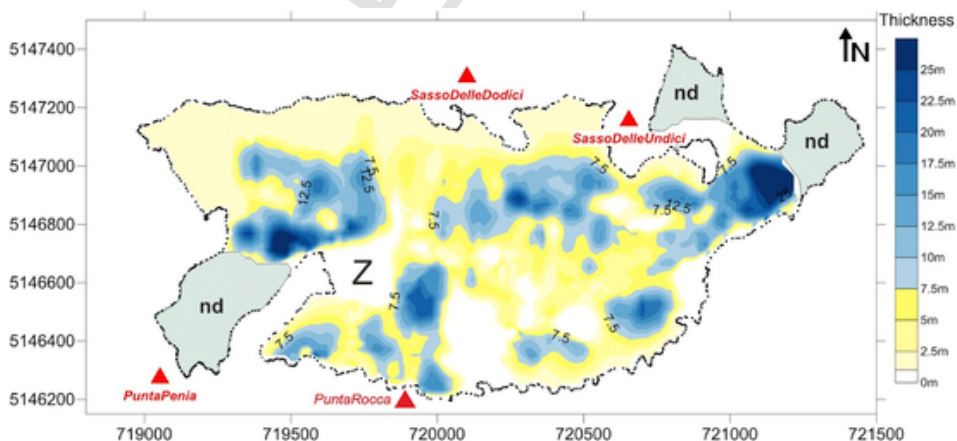 Thickness
N
5147400
5147200
5147000
5146800
5146600
5146400
5146200
SassoDelleDodici
SassoDelleUndici
nd
nd
nd
Z
PuntaPenia
PuntaRocca
7.5
12.5
12.5
7.5
7.5
7.5
12.5
7.5
25
7.5
7.5
7.5
7.5
25m
22.5m
20m
17.5m
15m
12.5m
10m
7.5m
5m
2.5m
0m
719000
719500
720000
720500
721000
721500